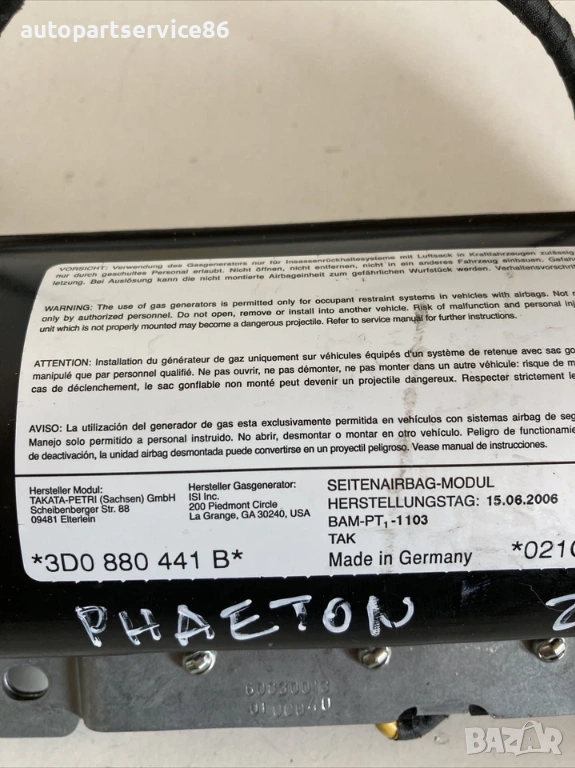 autopartservice86
VORSICHT: Verwendung des Gasgenerators nur für Insassenrückhaltesysteme mit Luftsack in Kraftfahrzeugen zulässig.
nur durch geschultes Personal erlaubt. Nicht öffnen, nicht entfernen, nicht in ein anderes Fahrzeug einbauen. Gefahr
letzung. Bei Auslösung kann die nicht montierte Airbageinheit zum gefährlichen Wurfstück werden. Verhaltensvorschrif
WARNING: The use of gas generators is permitted only for occupant restraint systems in vehicles with airbags. Not
only by authorized personnel. Do not open, remove or install into another vehicle. Risk of malfunction and personal inj
unit which is not properly mounted may become a dangerous projectile. Refer to service manual for further instructions.
ATTENTION: Installation du générateur de gaz uniquement sur véhicules équipés d'un système de retenue avec sac go
manipulé que par personnel qualifié. Ne pas ouvrir, ne pas démonter, ne pas monter dans un autre véhicule: risque de m
cas de déclenchement, le sac gonflable non monté peut devenir un projectile dangereux. Respecter strictement le
AVISO: La utilización del generador de gas esta exclusivamente permitida en vehículos con sistemas airbag de seg
Manejo solo permitido a personal instruido. No abrir, desmontar o montar en otro vehículo. Peligro de funcionamie
de deactivación, la unidad airbag desmontada puede convertirse en un proyectil peligroso. Vease manual de instrucciones.
Hersteller Modul:
TAKATA-PETRI (Sachsen) GmbH
Scheibenberger Str. 88
09481 Elterlein
Hersteller Gasgenerator:
ISI Inc.
200 Piedmont Circle
La Grange, GA 30240, USA
SEITENAIRBAG-MODUL
HERSTELLUNGSTAG: 15.06.2006
BAM-PT₁-1103
TAK
Made in Germany
*3D0 880 441 B*
*021
PHAETON
BAZAR